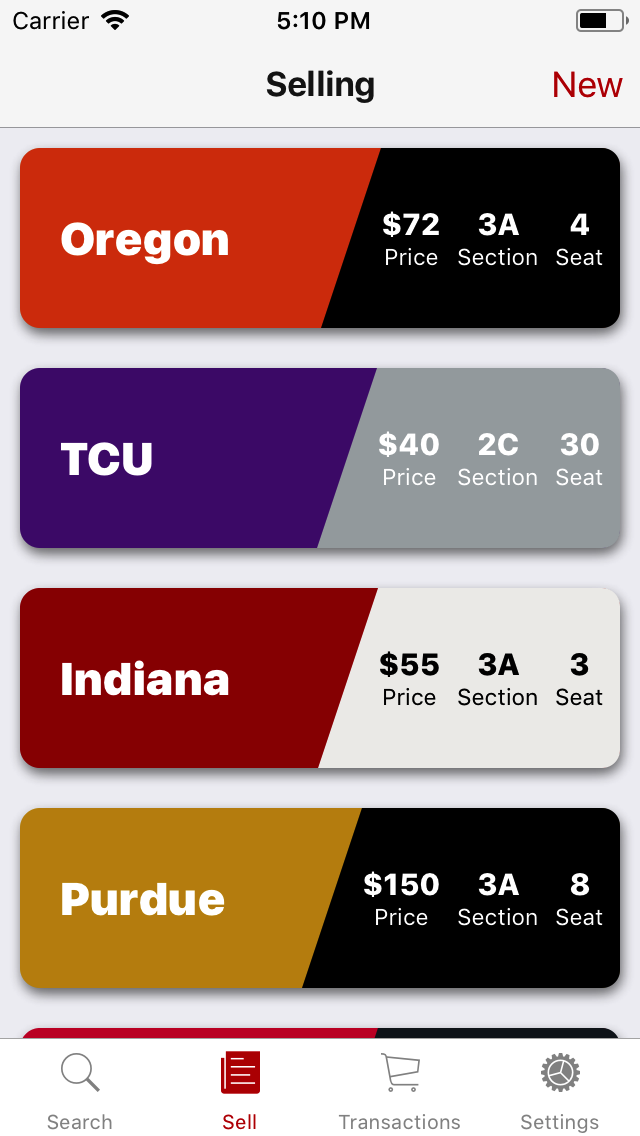 Carrier 5:10 PM
Selling New
Oregon
$72 3A 4
Price Section Seat
TCU
$40 2C 30
Price Section Seat
Indiana
$55 3A 3
Price Section Seat
Purdue
$150 3A 8
Price Section Seat
Search Sell Transactions Settings